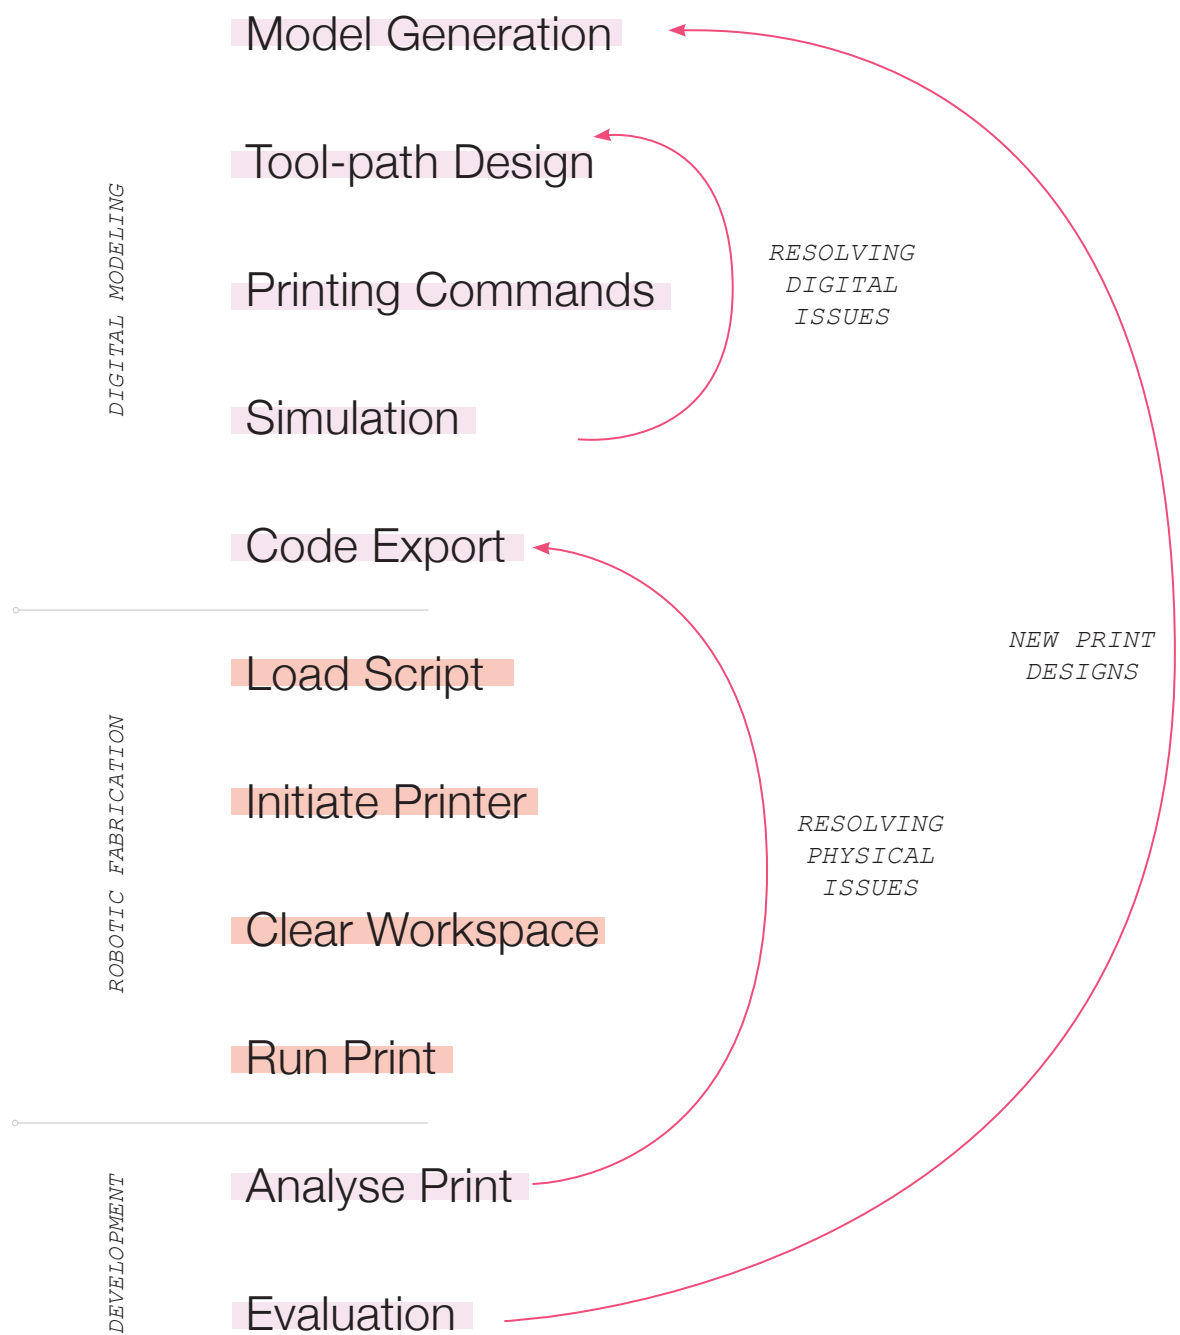 Model Generation
Tool-path Design
Printing Commands
Simulation
Code Export
DIGITAL MODELING
RESOLVING
DIGITAL
ISSUES
Load Script
Initiate Printer
Clear Workspace
Run Print
ROBOTIC FABRICATION
RESOLVING
PHYSICAL
ISSUES
NEW PRINT
DESIGNS
Analyse Print
Evaluation
DEVELOPMENT